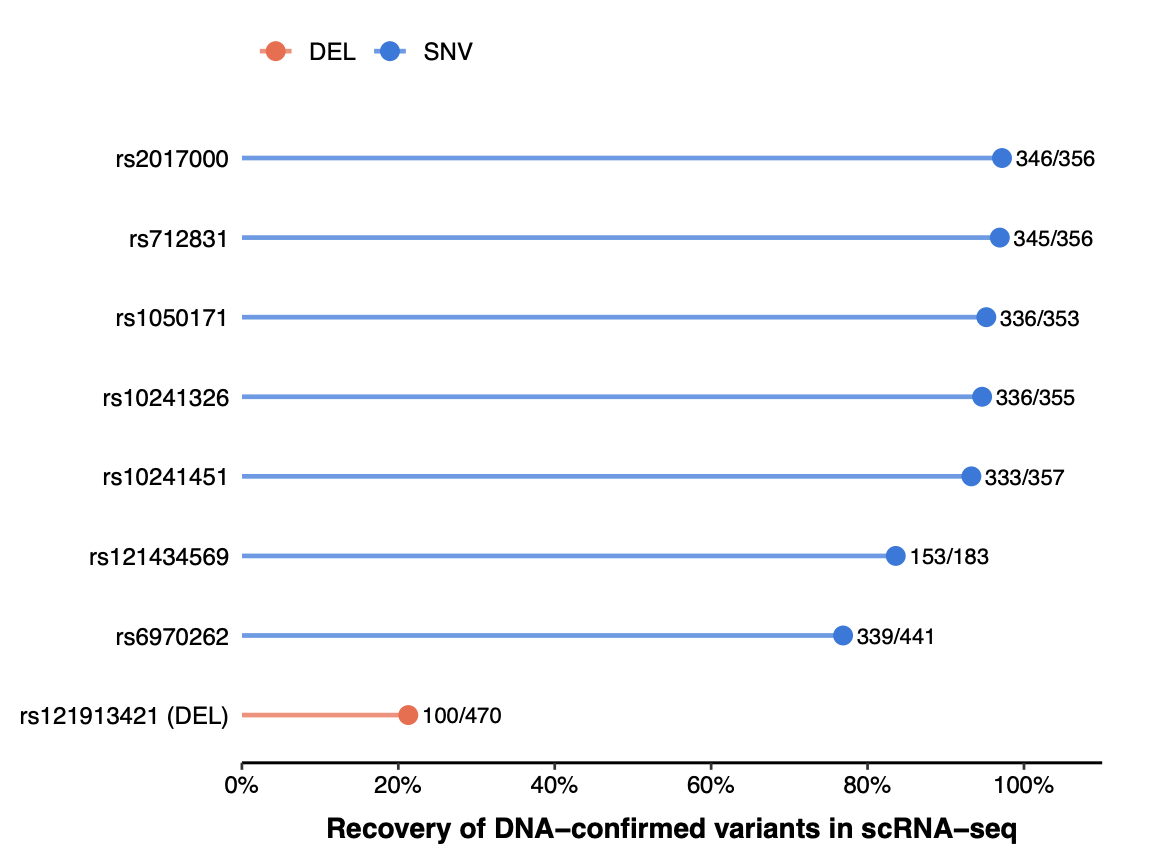 DEL SNV
rs2017000 346/356
rs712831 345/356
rs1050171 336/353
rs10241326 336/355
rs10241451 333/357
rs121434569 153/183
rs6970262 339/441
rs121913421 (DEL) 100/470
0% 20% 40% 60% 80% 100%
Recovery of DNA−confirmed variants in scRNA−seq